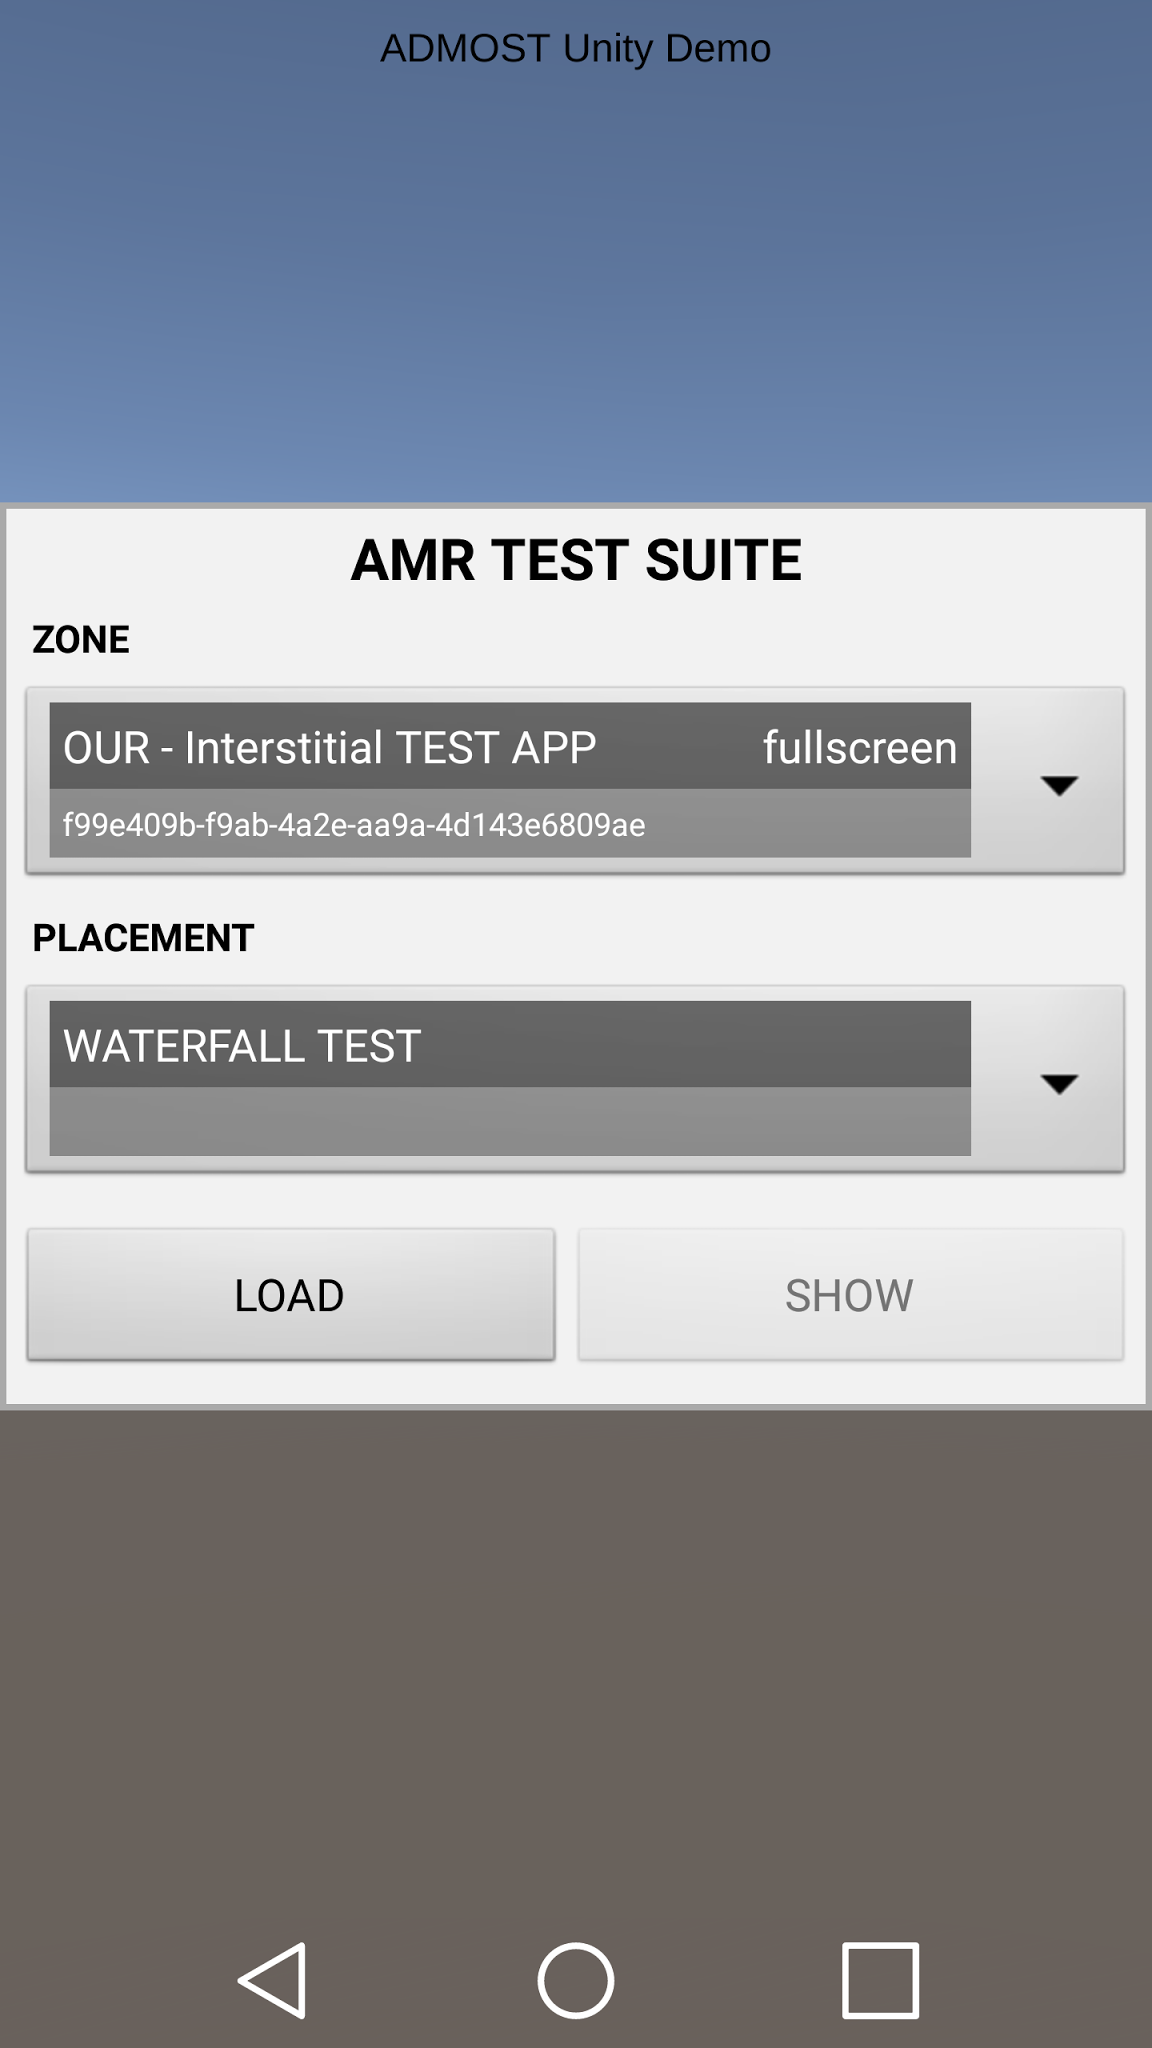 ADMOST Unity Demo
AMR TEST SUITE
ZONE
OUR - Interstitial TEST APP fullscreen
f99e409b-f9ab-4a2e-aa9a-4d143e6809ae
PLACEMENT
WATERFALL TEST
LOAD SHOW